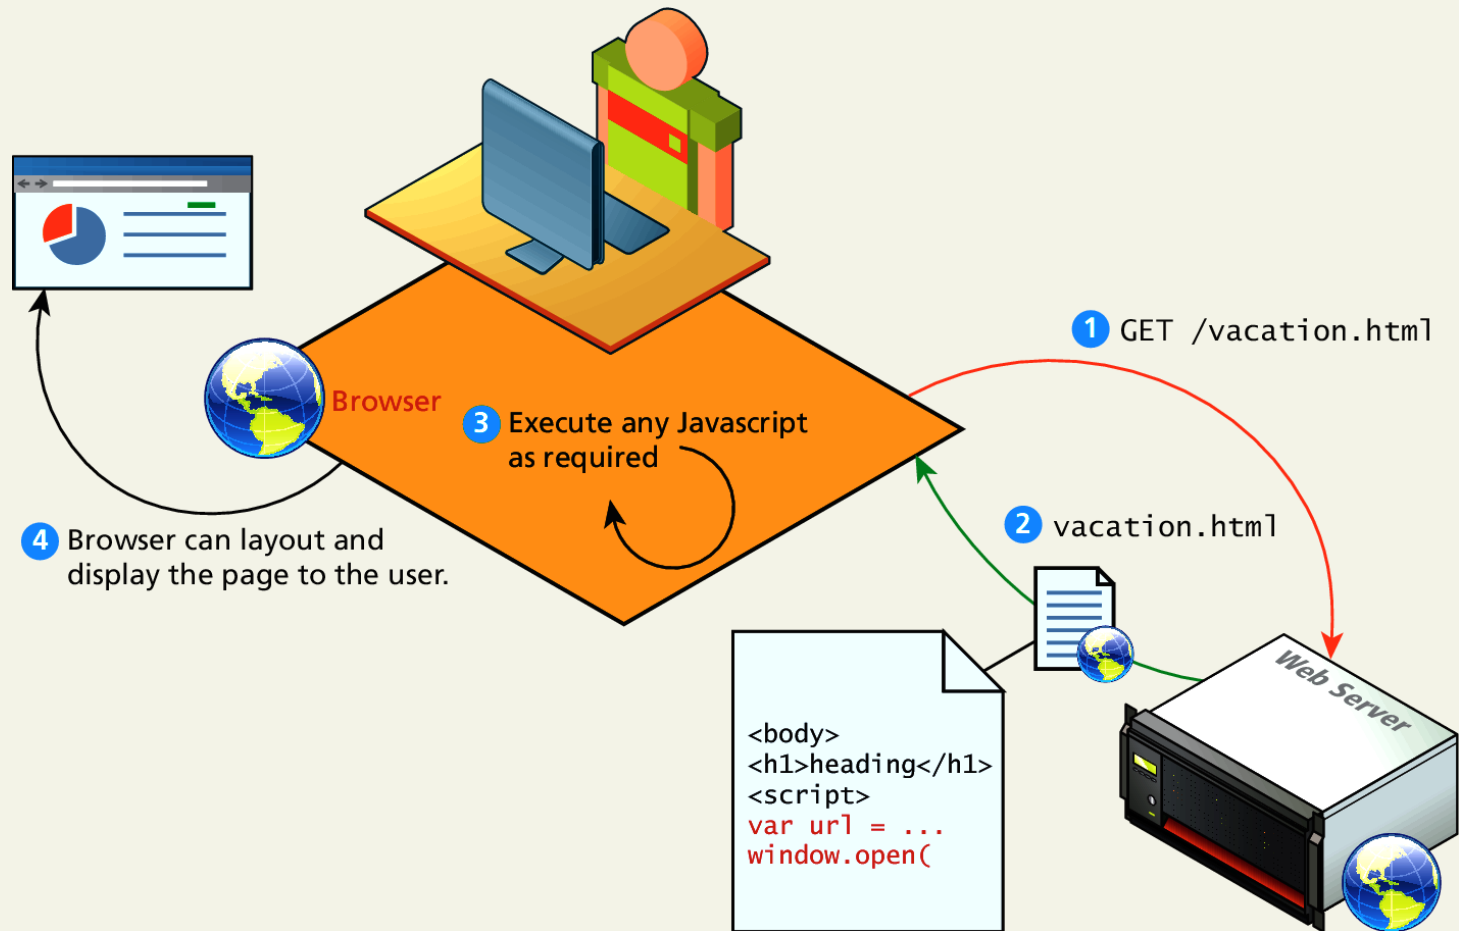 1 GET /vacation.html
2 vacation.html
Browser
3 Execute any Javascript
as required
4 Browser can layout and
display the page to the user.
<body>
<h1>heading</h1>
<script>
var url = ...
window.open(
Web Server